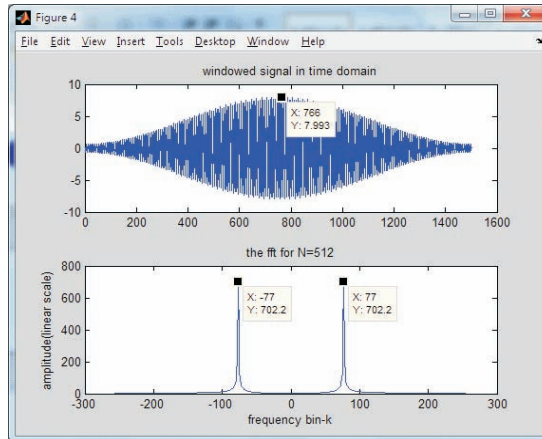 Figure 4
File Edit View Insert Tools Desktop Window Help
windowed signal in time domain
10
5
0
-5
-10
X: 766
Y: 7.993
0 200 400 600 800 1000 1200 1400 1600
the fft for N=512
amplitude(linear scale)
800
600
400
200
0
X: -77
Y: 702.2
X: 77
Y: 702.2
-300 -200 -100 0 100 200 300
frequency bin-k